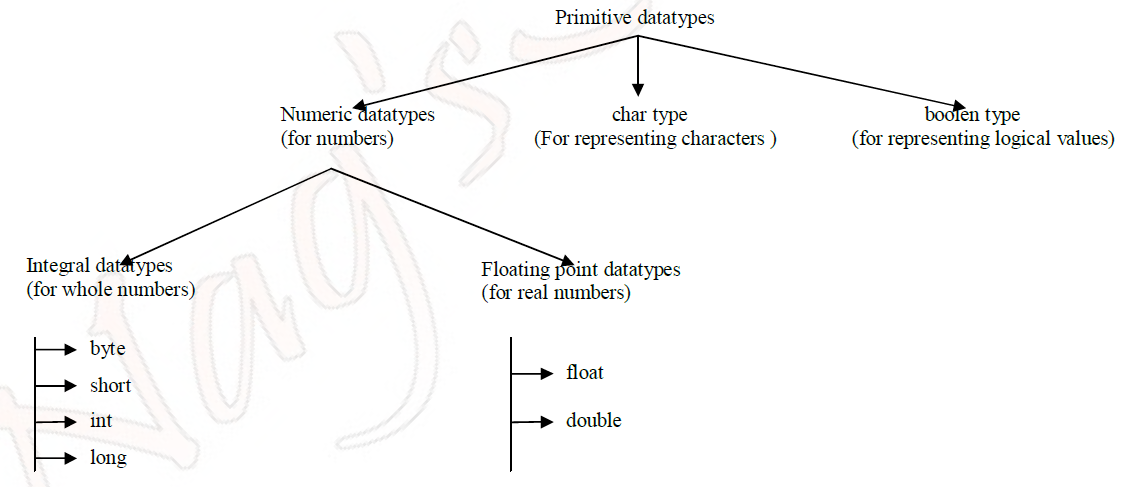 Primitive datatypes
Numeric datatypes
(for numbers)
char type
(For representing characters )
boolen type
(for representing logical values)
Integral datatypes
(for whole numbers)
Floating point datatypes
(for real numbers)
byte
short
int
long
float
double
Nag's